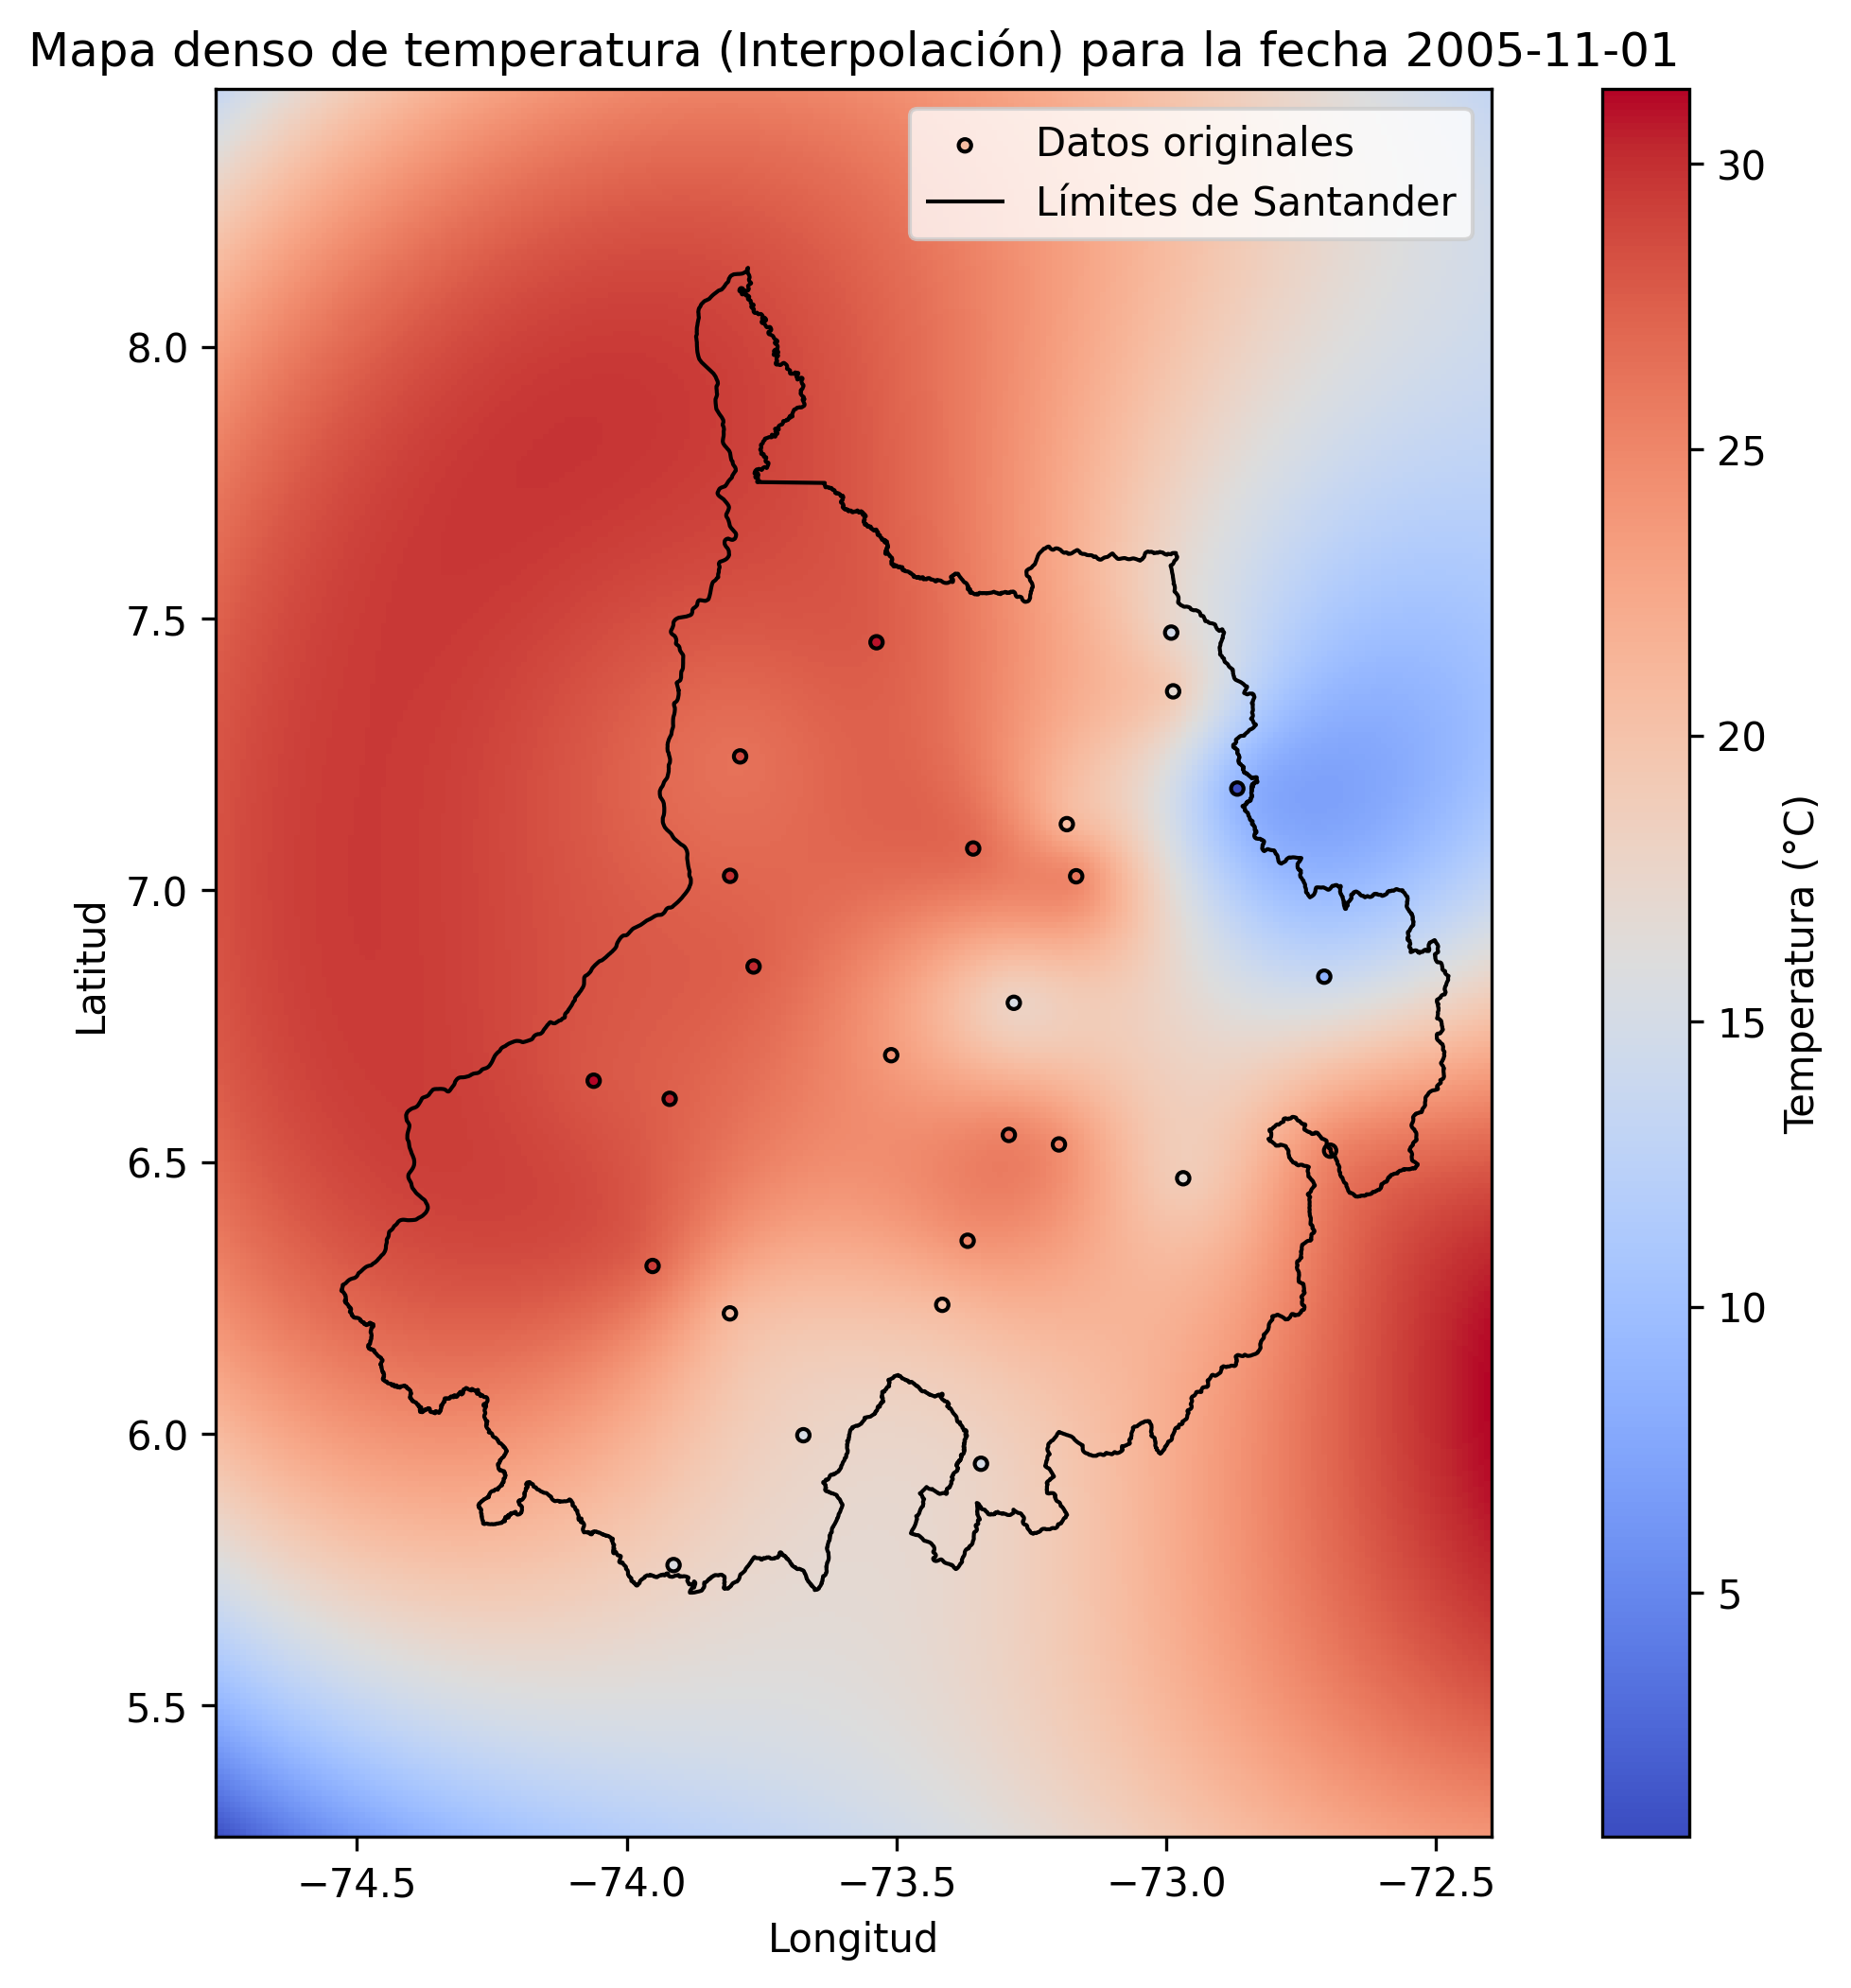 Mapa denso de temperatura (Interpolación) para la fecha 2005-11-01
Datos originales
Límites de Santander
30
25
20
15
10
5
Temperatura (°C)
8.0
7.5
7.0
6.5
6.0
5.5
Latitud
−74.5
−74.0
−73.5
−73.0
−72.5
Longitud